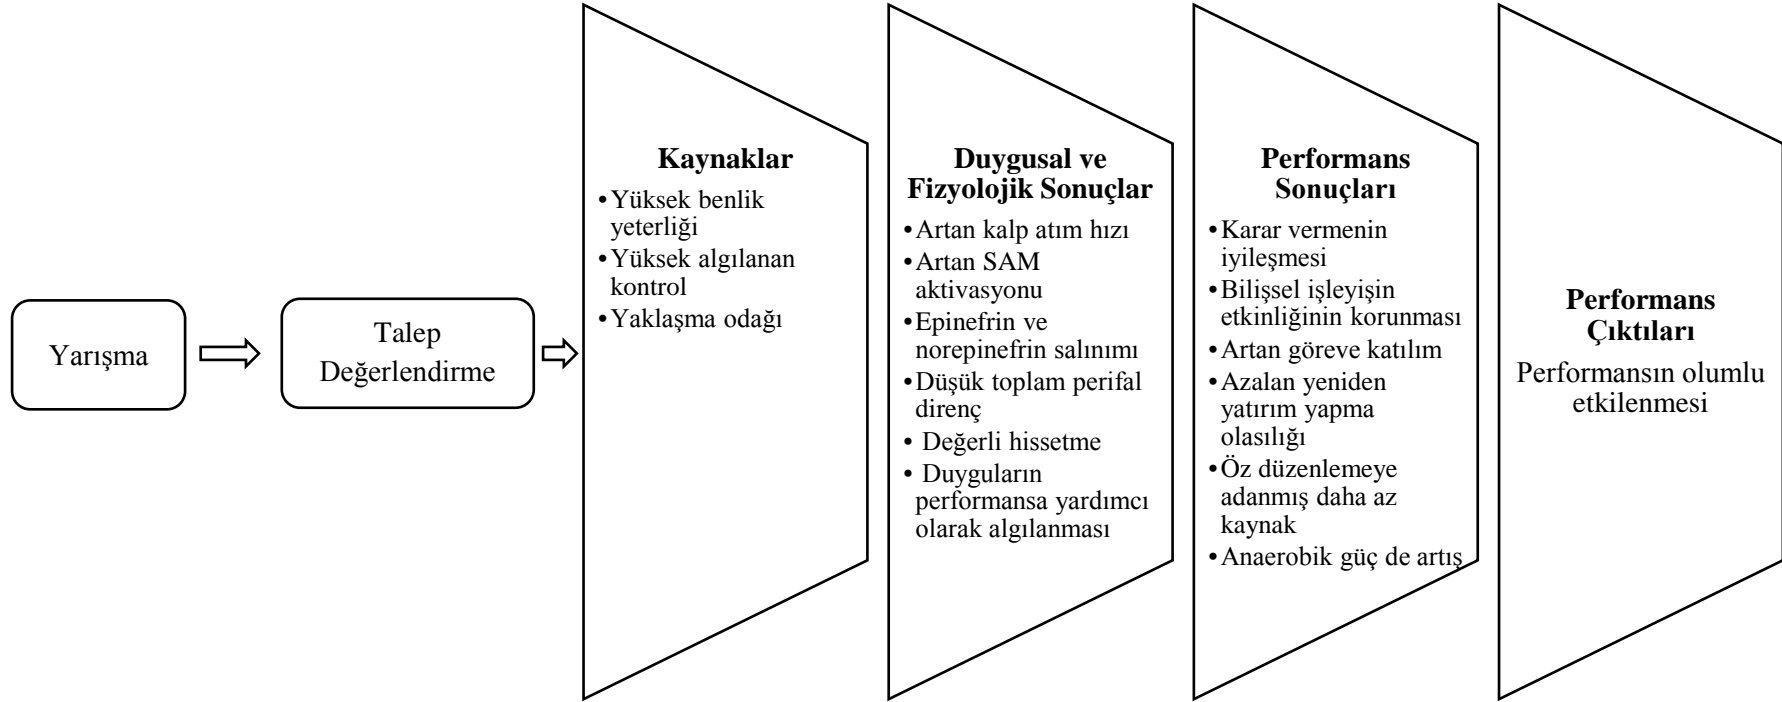 Yarışma
Talep
Değerlendirme
Kaynaklar
•Yüksek benlik
yeterliği
•Yüksek algılanan
kontrol
•Yaklaşma odağı
Duygusal ve
Fizyolojik Sonuçlar
•Artan kalp atım hızı
•Artan SAM
aktivasyonu
•Epinefrin ve
norepinefrin salınımı
•Düşük toplam perifal
direnç
• Değerli hissetme
• Duyguların
performansa yardımcı
olarak algılanması
Performans
Sonuçları
•Karar vermenin
iyileşmesi
•Bilişsel işleyişin
etkinliğinin korunması
•Artan göreve katılım
•Azalan yeniden
yatırım yapma
olasılığı
•Öz düzenlemeye
adanmış daha az
kaynak
•Anaerobik güç de artış
Performans
Çıktıları
Performansın olumlu
etkilenmesi